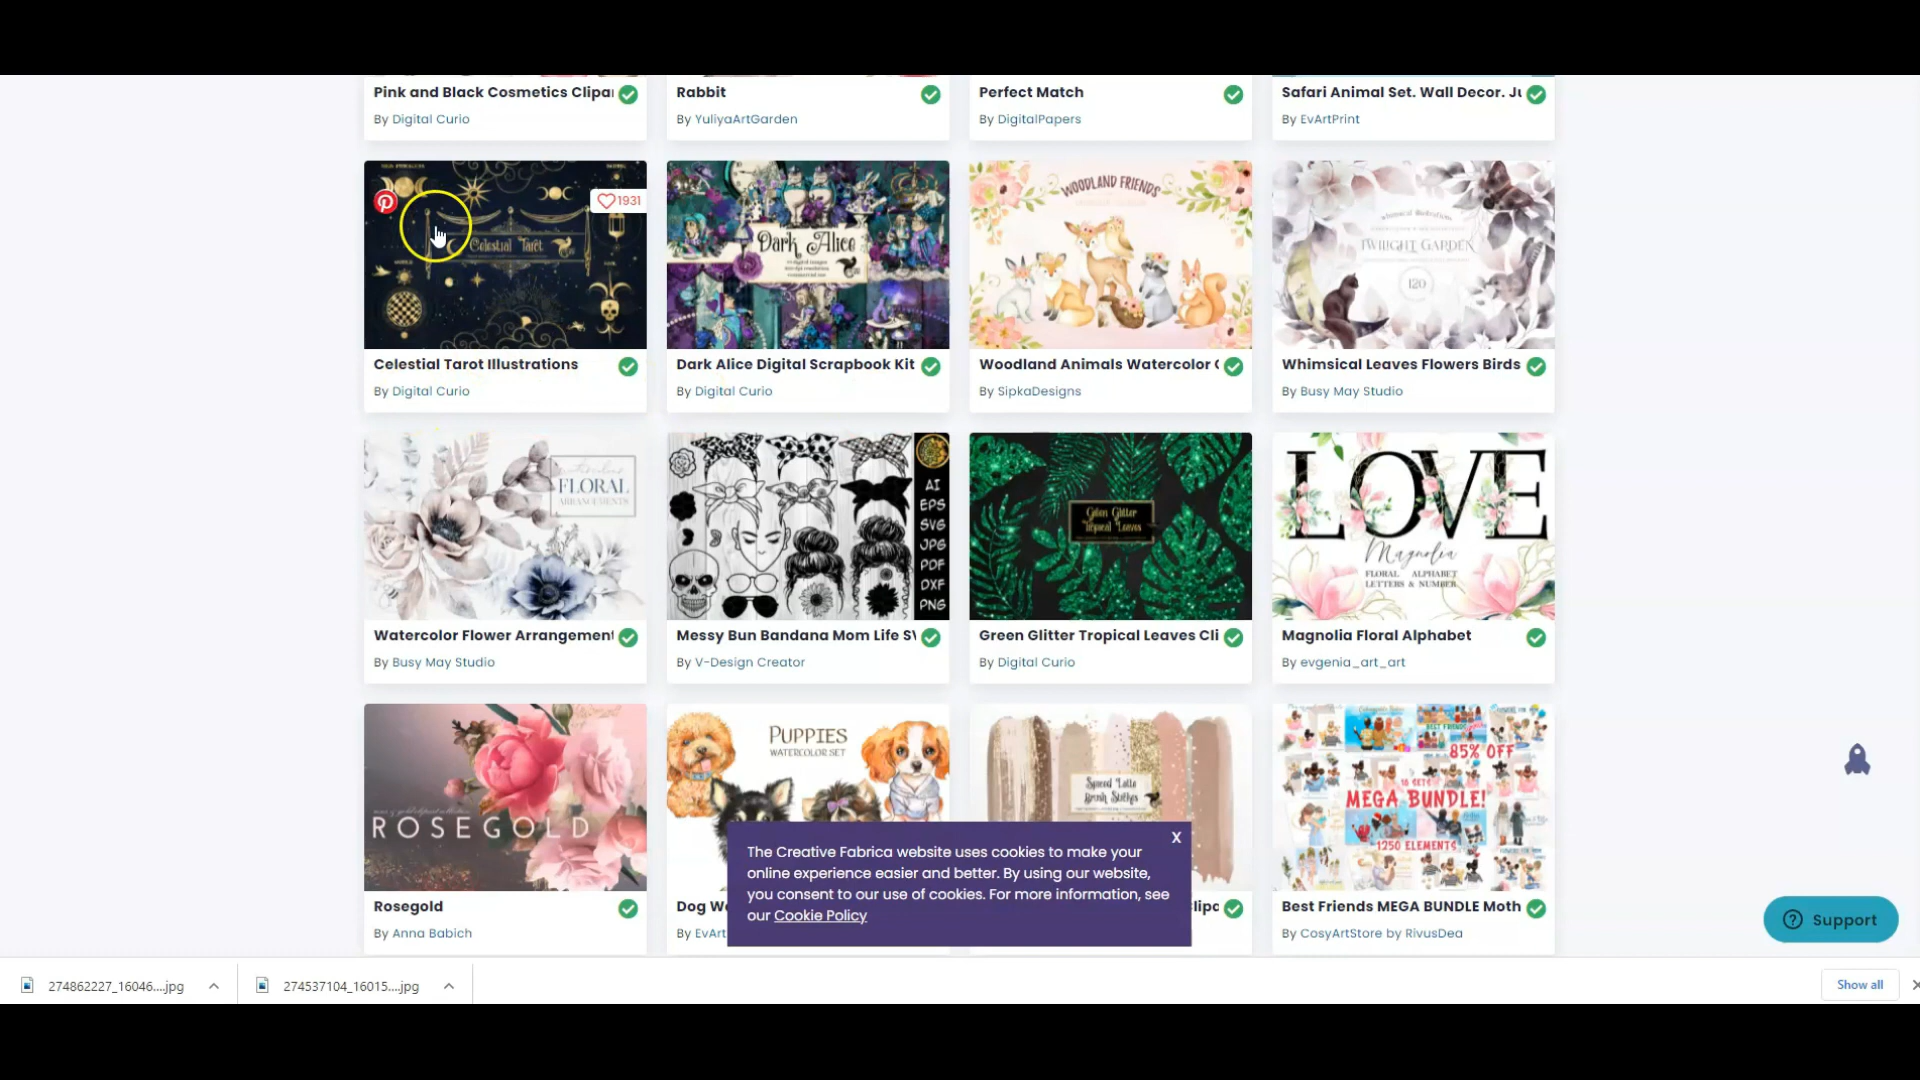 Pink and Black Cosmetics Clipar
Rabbit
Perfect Match
Safari Animal Set. Wall Decor. Ju
By Digital Curio
By YuliyaArtGarden
By DigitalPapers
By EvArtPrint
1931
Celestial Tarot
Dark Alice
WOODLAND FRIENDS
TWILIGHT GARDEN
120
Celestial Tarot Illustrations
Dark Alice Digital Scrapbook Kit
Woodland Animals Watercolor C
Whimsical Leaves Flowers Birds
By Digital Curio
By Digital Curio
By SipkaDesigns
By Busy May Studio
FLORAL
ARRANGEMENTS
AI
EPS
SVG
JPG
PDF
DXF
PNG
Green Glitter
Tropical Leaves
LOVE
Magnolia
FLORAL ALPHABET
LETTERS & NUMBER
Watercolor Flower Arrangement
Messy Bun Bandana Mom Life SV
Green Glitter Tropical Leaves Cli
Magnolia Floral Alphabet
By Busy May Studio
By V-Design Creator
By Digital Curio
By evgenia_art_art
ROSEGOLD
PUPPIES
WATERCOLOR SET
Spiced Latte
Brush Strokes
85% OFF
MEGA BUNDLE!
1250 ELEMENTS
The Creative Fabrica website uses cookies to make your
online experience easier and better. By using our website,
you consent to our use of cookies. For more information, see
our Cookie Policy
X
Rosegold
Dog W
lipc
Best Friends MEGA BUNDLE Moth
By Anna Babich
By EvArt
By CosyArtStore by RivusDea
Support
274862227_16046....jpg
274537104_16015....jpg
Show all